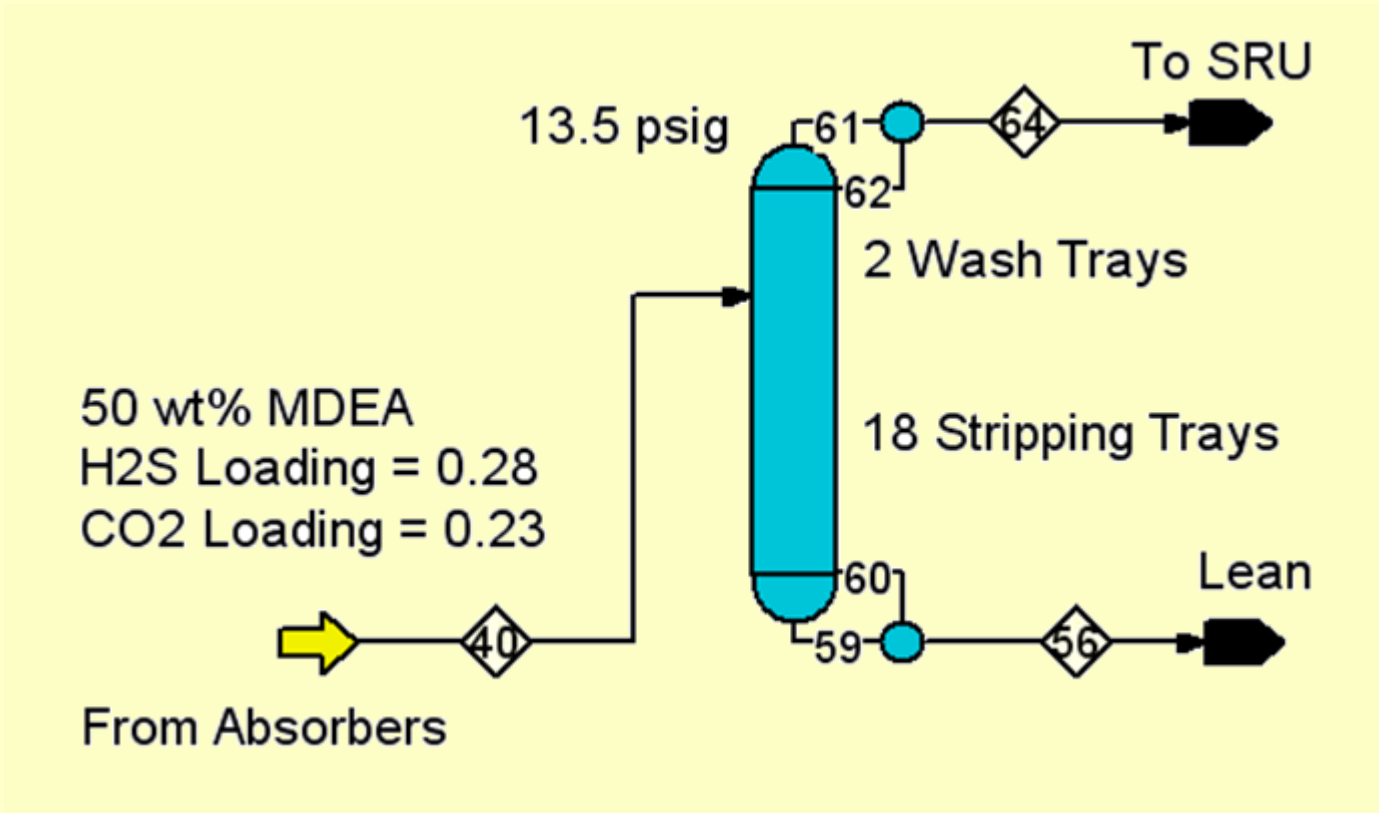 To SRU
13.5 psig
61
64
62
2 Wash Trays
50 wt% MDEA
H2S Loading = 0.28
CO2 Loading = 0.23
18 Stripping Trays
60
Lean
40
59
56
From Absorbers